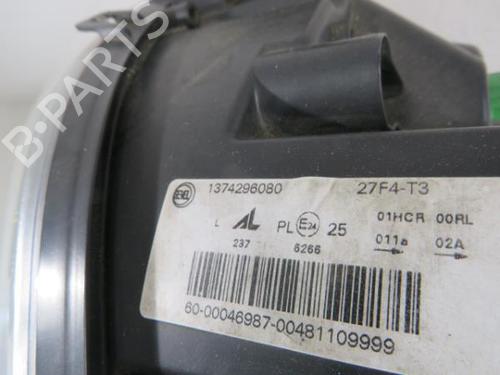 B-PARTS
1374296080 27F4-T3
L AL PL E24 25 01HCR 00RL
237 6266 011a 02A
60-00046987-00481109999